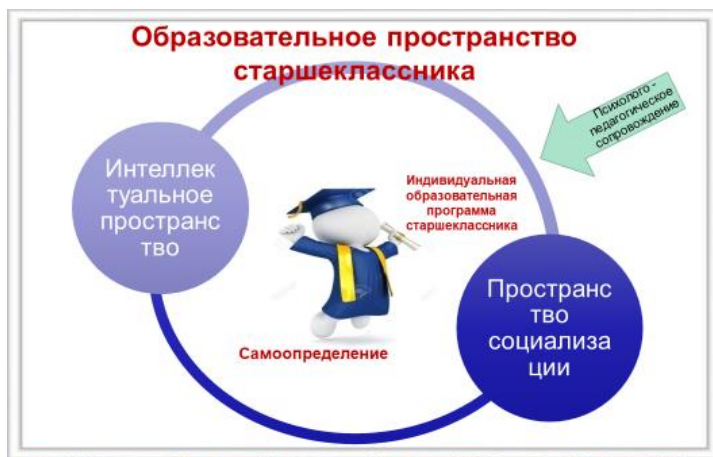 Образовательное пространство
старшеклассника
Психолого -
педагогическое
сопровождение
Интеллек
туальное
пространс
тво
Индивидуальная
образовательная
программа
старшеклассника
Пространс
тво
социализа
ции
Самоопределение